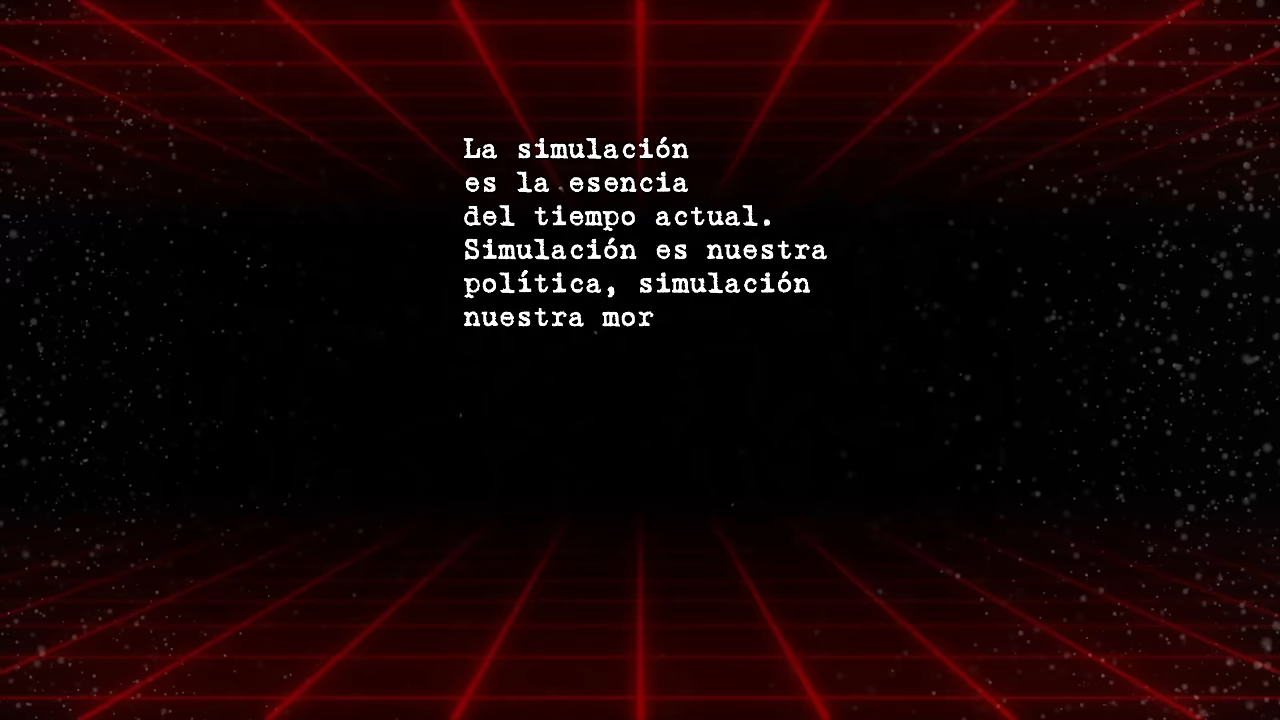 La simulación
es la esencia
del tiempo actual.
Simulación es nuestra
política, simulación
nuestra mor